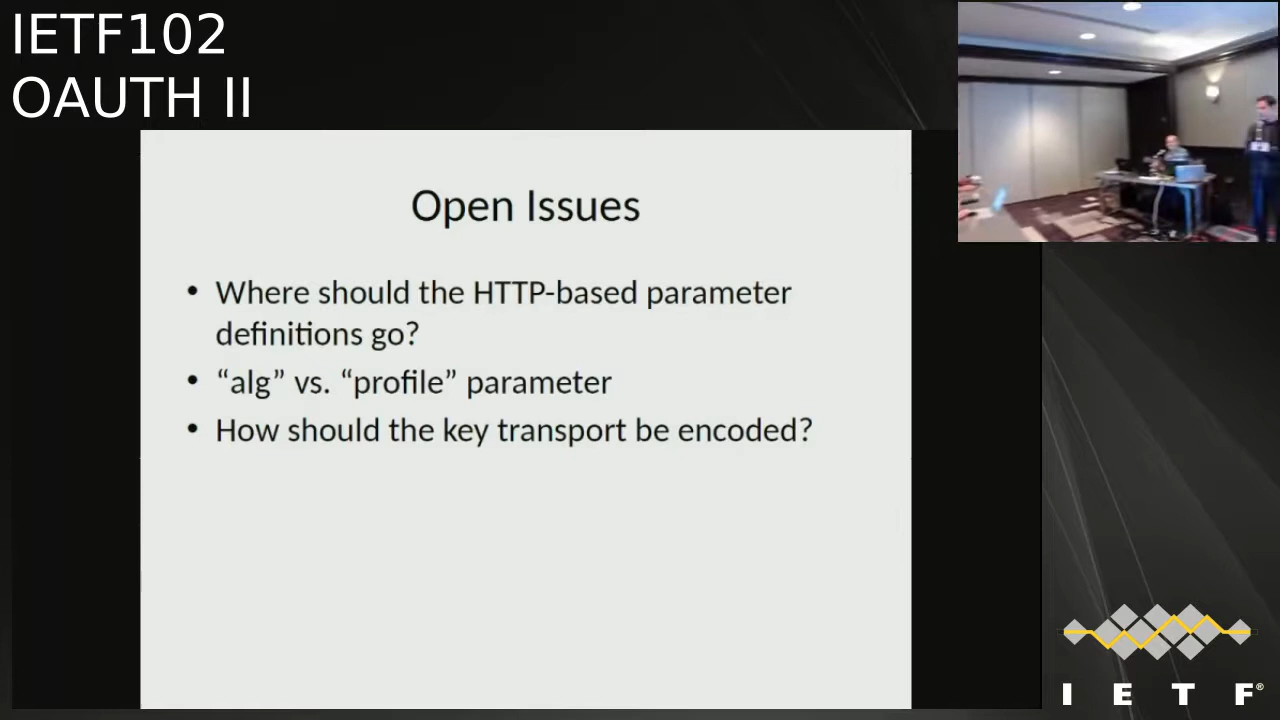 IETF102
OAUTH II
Open Issues
• Where should the HTTP-based parameter
definitions go?
• “alg” vs. “profile” parameter
• How should the key transport be encoded?
I E T F®